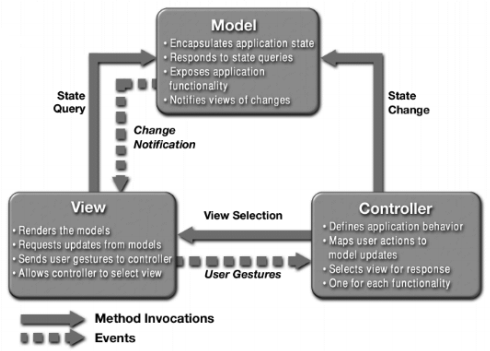 Model
• Encapsulates application state
• Responds to state queries
• Exposes application
functionality
• Notifies views of changes
State
Query
Change
Notification
State
Change
View
• Renders the models
• Requests updates from models
• Sends user gestures to controller
• Allows controller to select view
View Selection
User Gestures
Controller
• Defines application behavior
• Maps user actions to
model updates
• Selects view for response
• One for each functionality
Method Invocations
Events